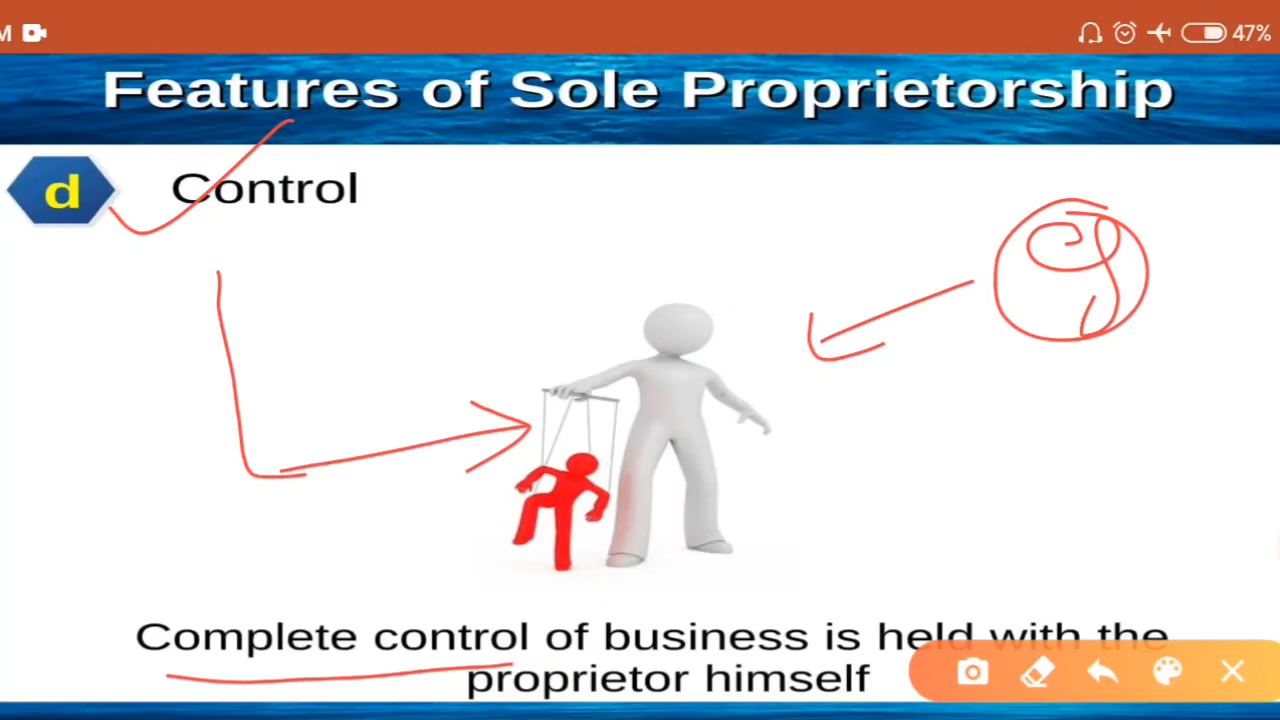 M
47%
Features of Sole Proprietorship
d Control
Complete control of business is held with the
proprietor himself